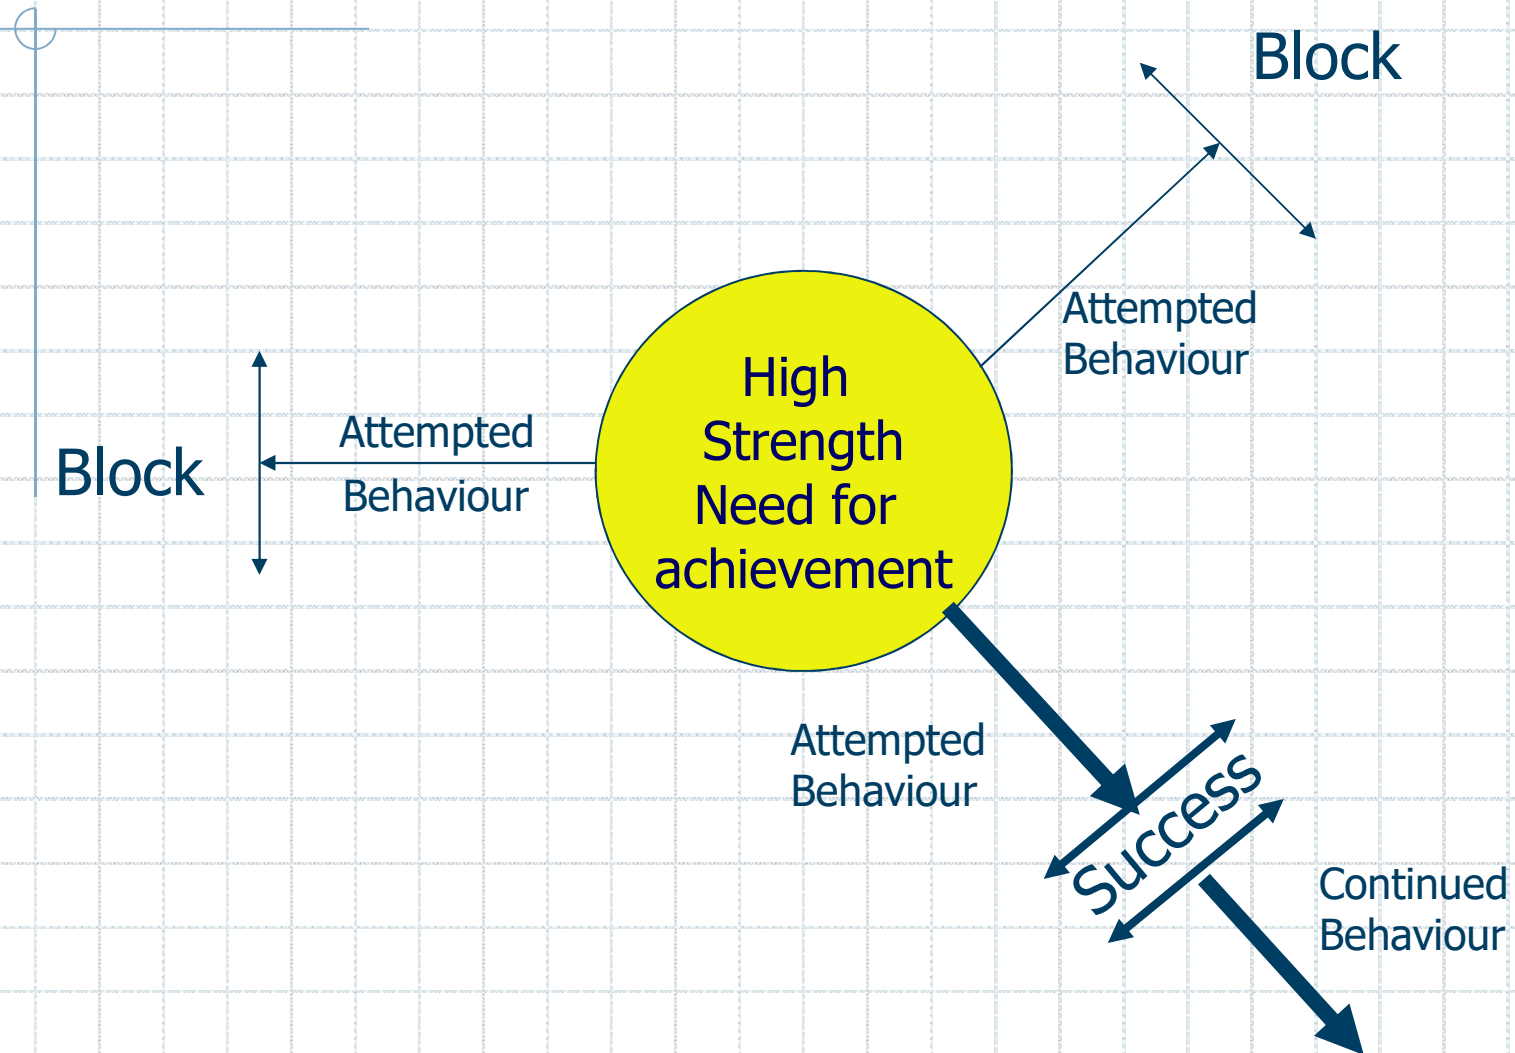 Block
Attempted
Behaviour
High
Strength
Need for
achievement
Block
Attempted
Behaviour
Attempted
Behaviour
Success
Continued
Behaviour